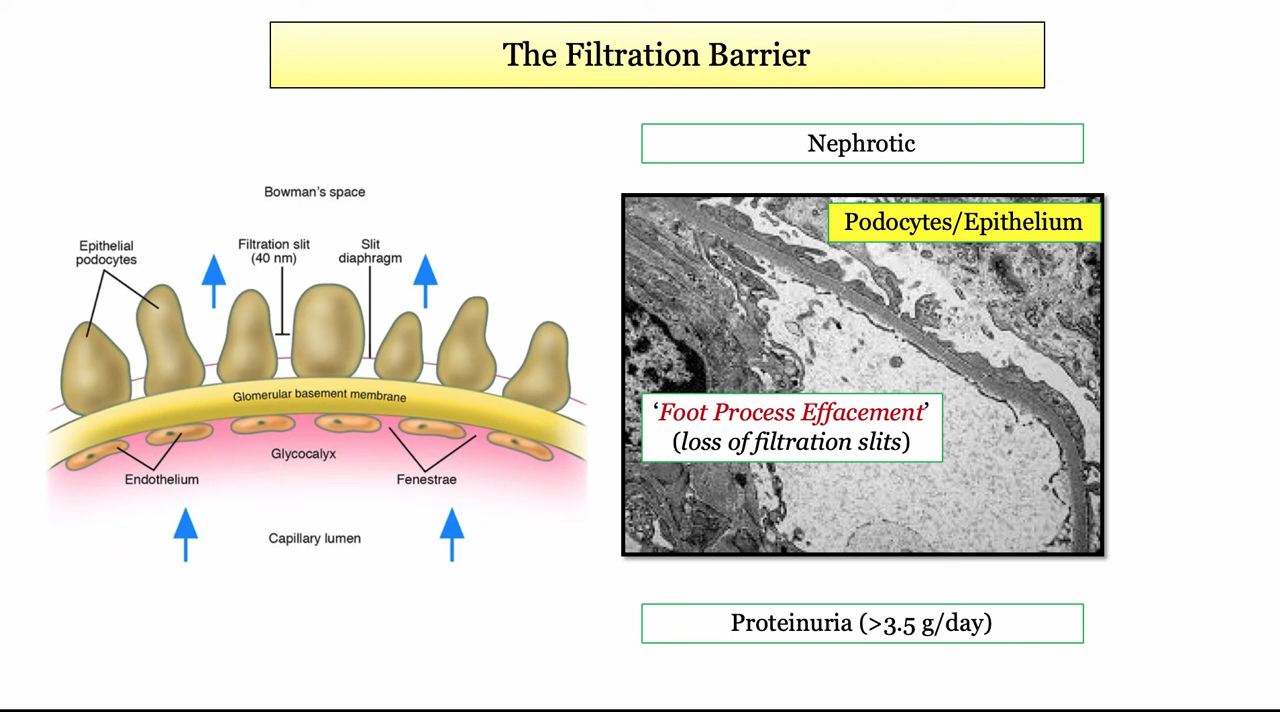 The Filtration Barrier
Nephrotic
Bowman's space
Epithelial
podocytes
Filtration slit
(40 nm)
Slit
diaphragm
Glomerular basement membrane
Glycocalyx
Endothelium
Fenestrae
Capillary lumen
Podocytes/Epithelium
‘Foot Process Effacement’
(loss of filtration slits)
Proteinuria (>3.5 g/day)